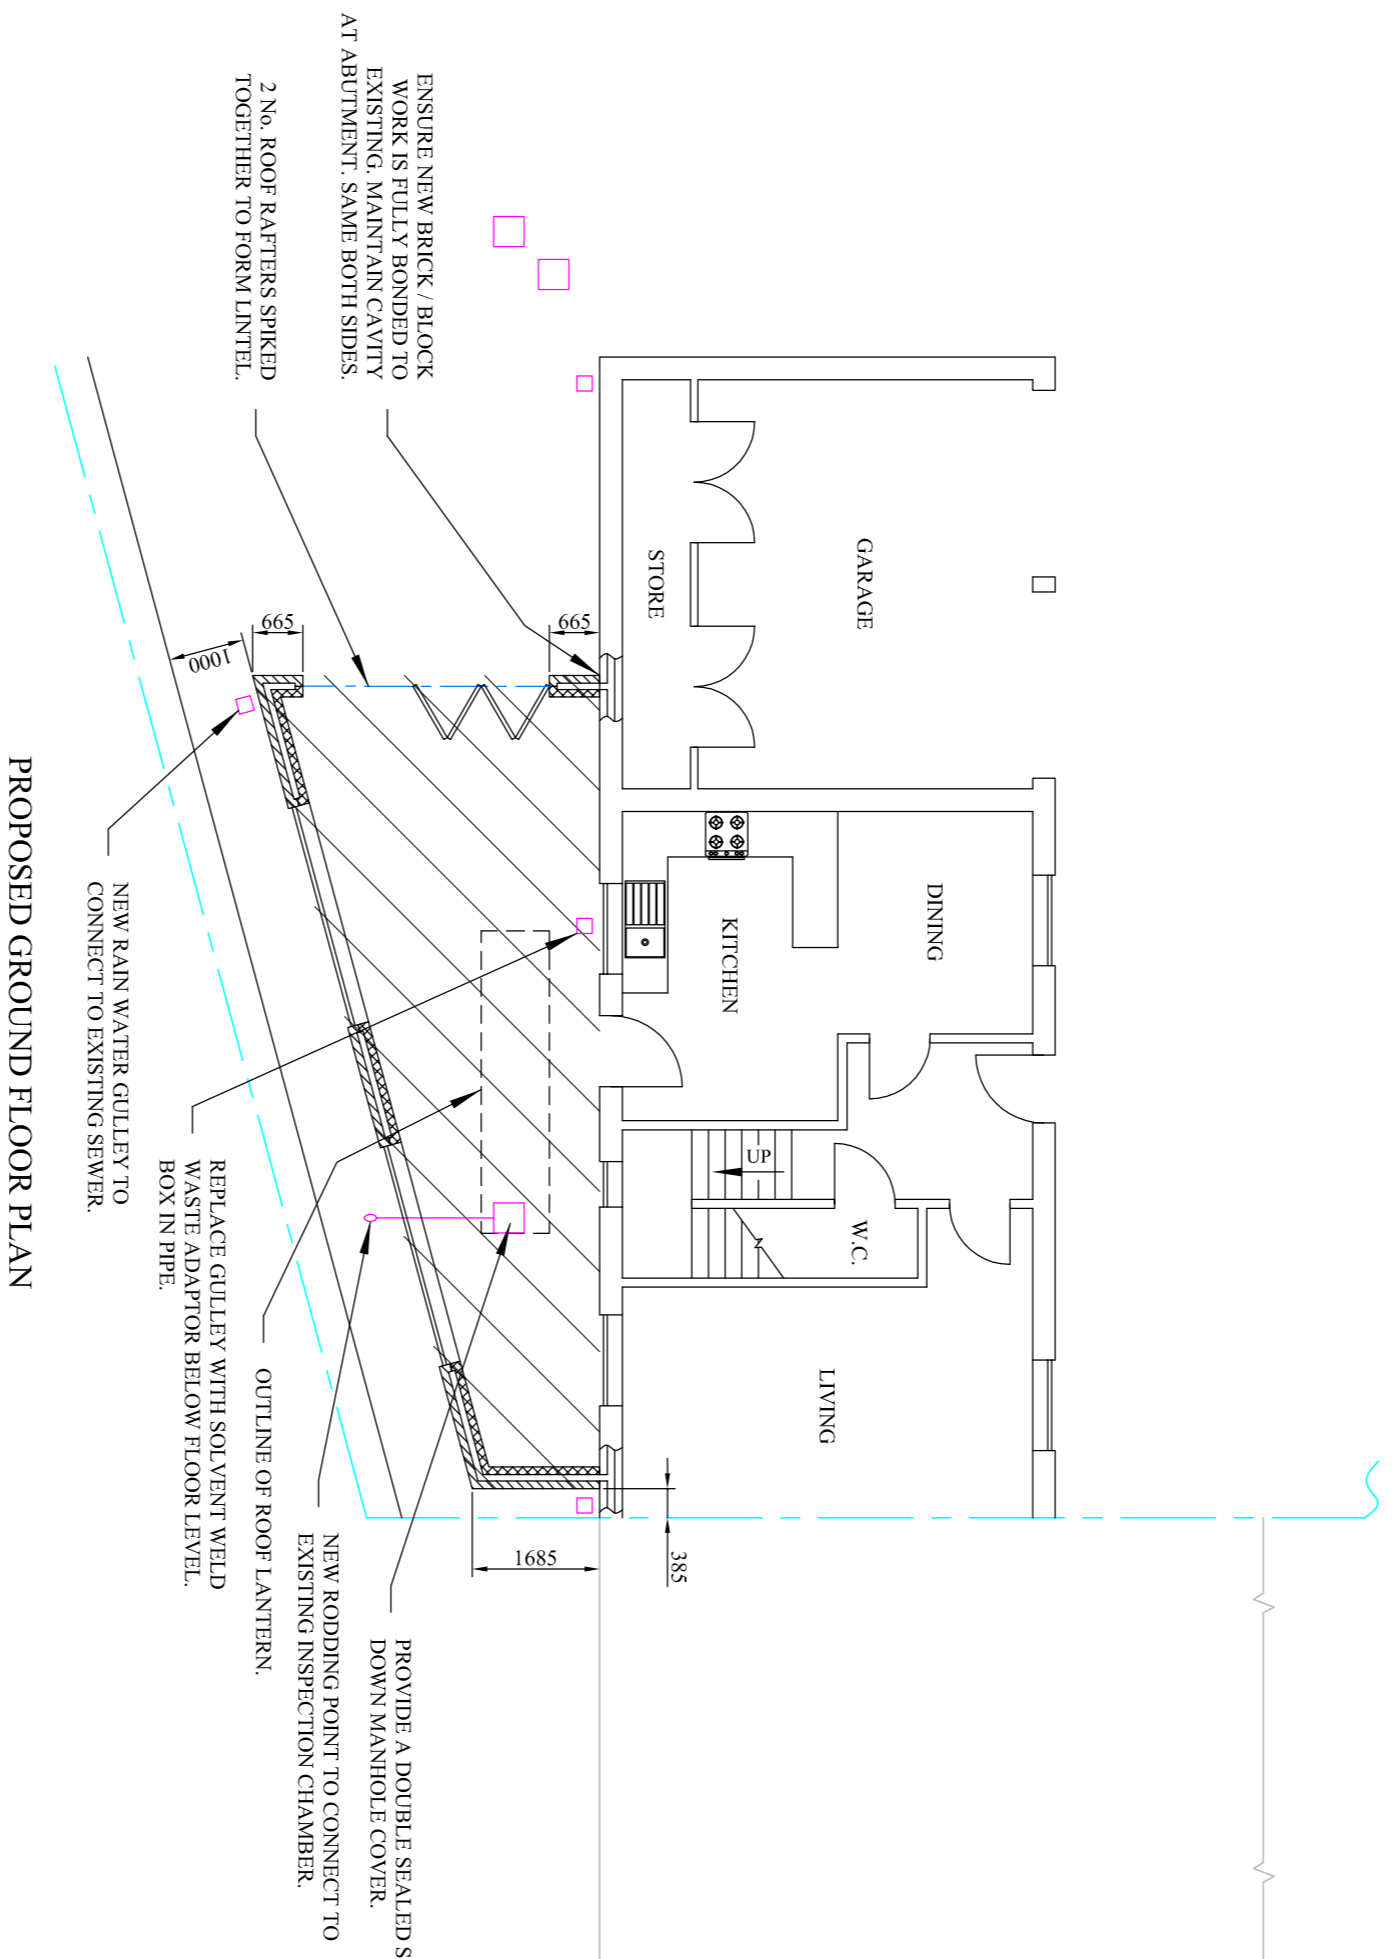 ENSURE NEW BRICK / BLOCK
WORK IS FULLY BONDED TO
EXISTING. MAINTAIN CAVITY
AT ABUTMENT. SAME BOTH SIDES.
2 No. ROOF RAFTERS SPIKED
TOGETHER TO FORM LINTEL.
GARAGE
STORE
DINING
KITCHEN
UP
W.C.
Z
LIVING
665
665
1000
385
1685
PROVIDE A DOUBLE SEALED S
DOWN MANHOLE COVER.
NEW RODDING POINT TO CONNECT TO
EXISTING INSPECTION CHAMBER.
OUTLINE OF ROOF LANTERN.
REPLACE GULLEY WITH SOLVENT WELD
WASTE ADAPTOR BELOW FLOOR LEVEL.
BOX IN PIPE.
NEW RAIN WATER GULLEY TO
CONNECT TO EXISTING SEWER.
PROPOSED GROUND FLOOR PLAN